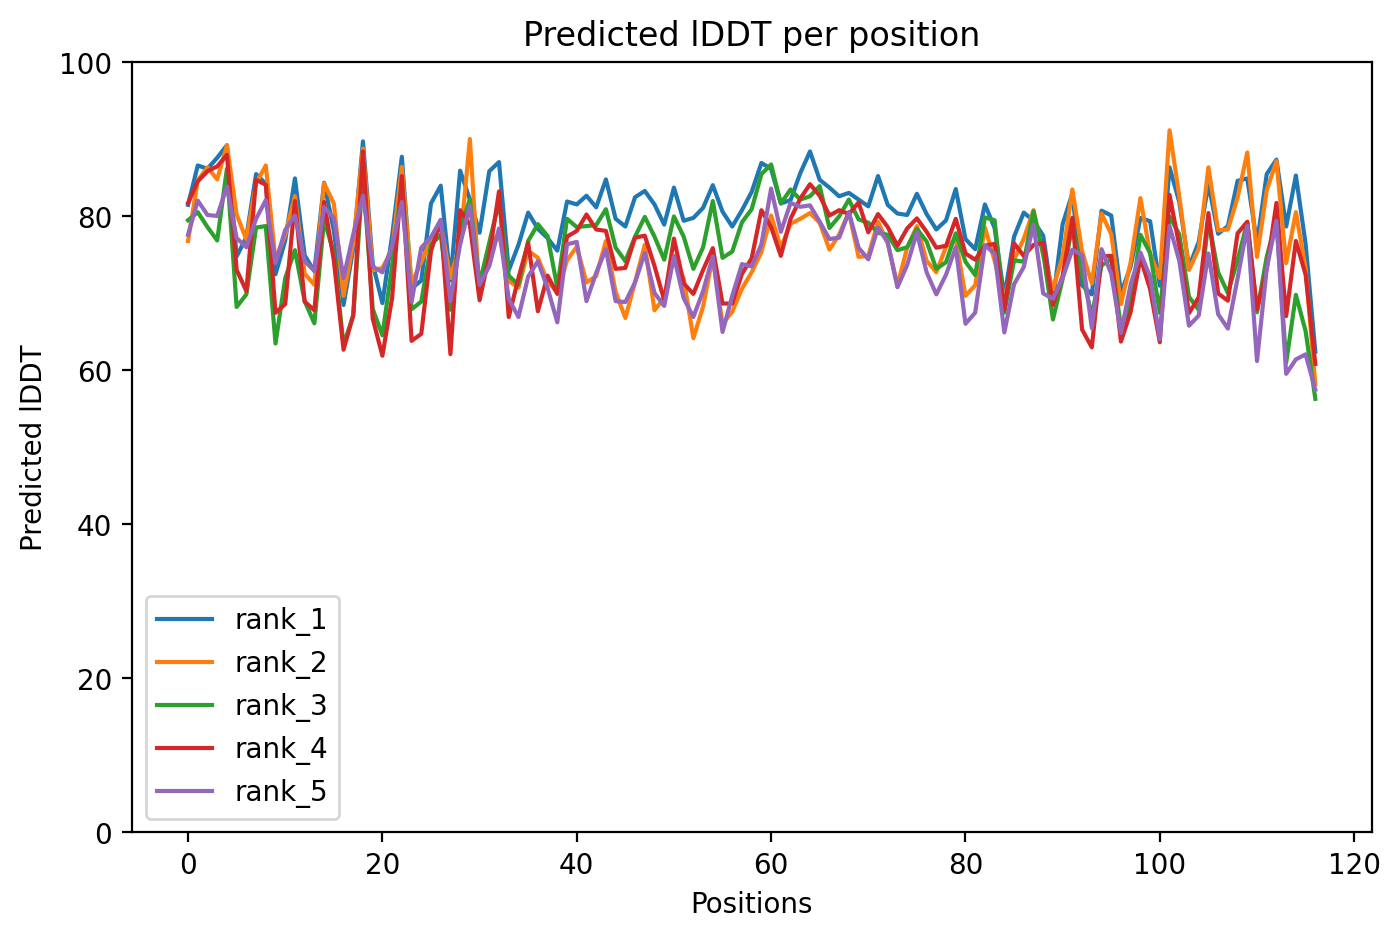 Predicted lDDT per position
100
80
60
40
20
0
Predicted lDDT
rank_1
rank_2
rank_3
rank_4
rank_5
0 20 40 60 80 100 120
Positions